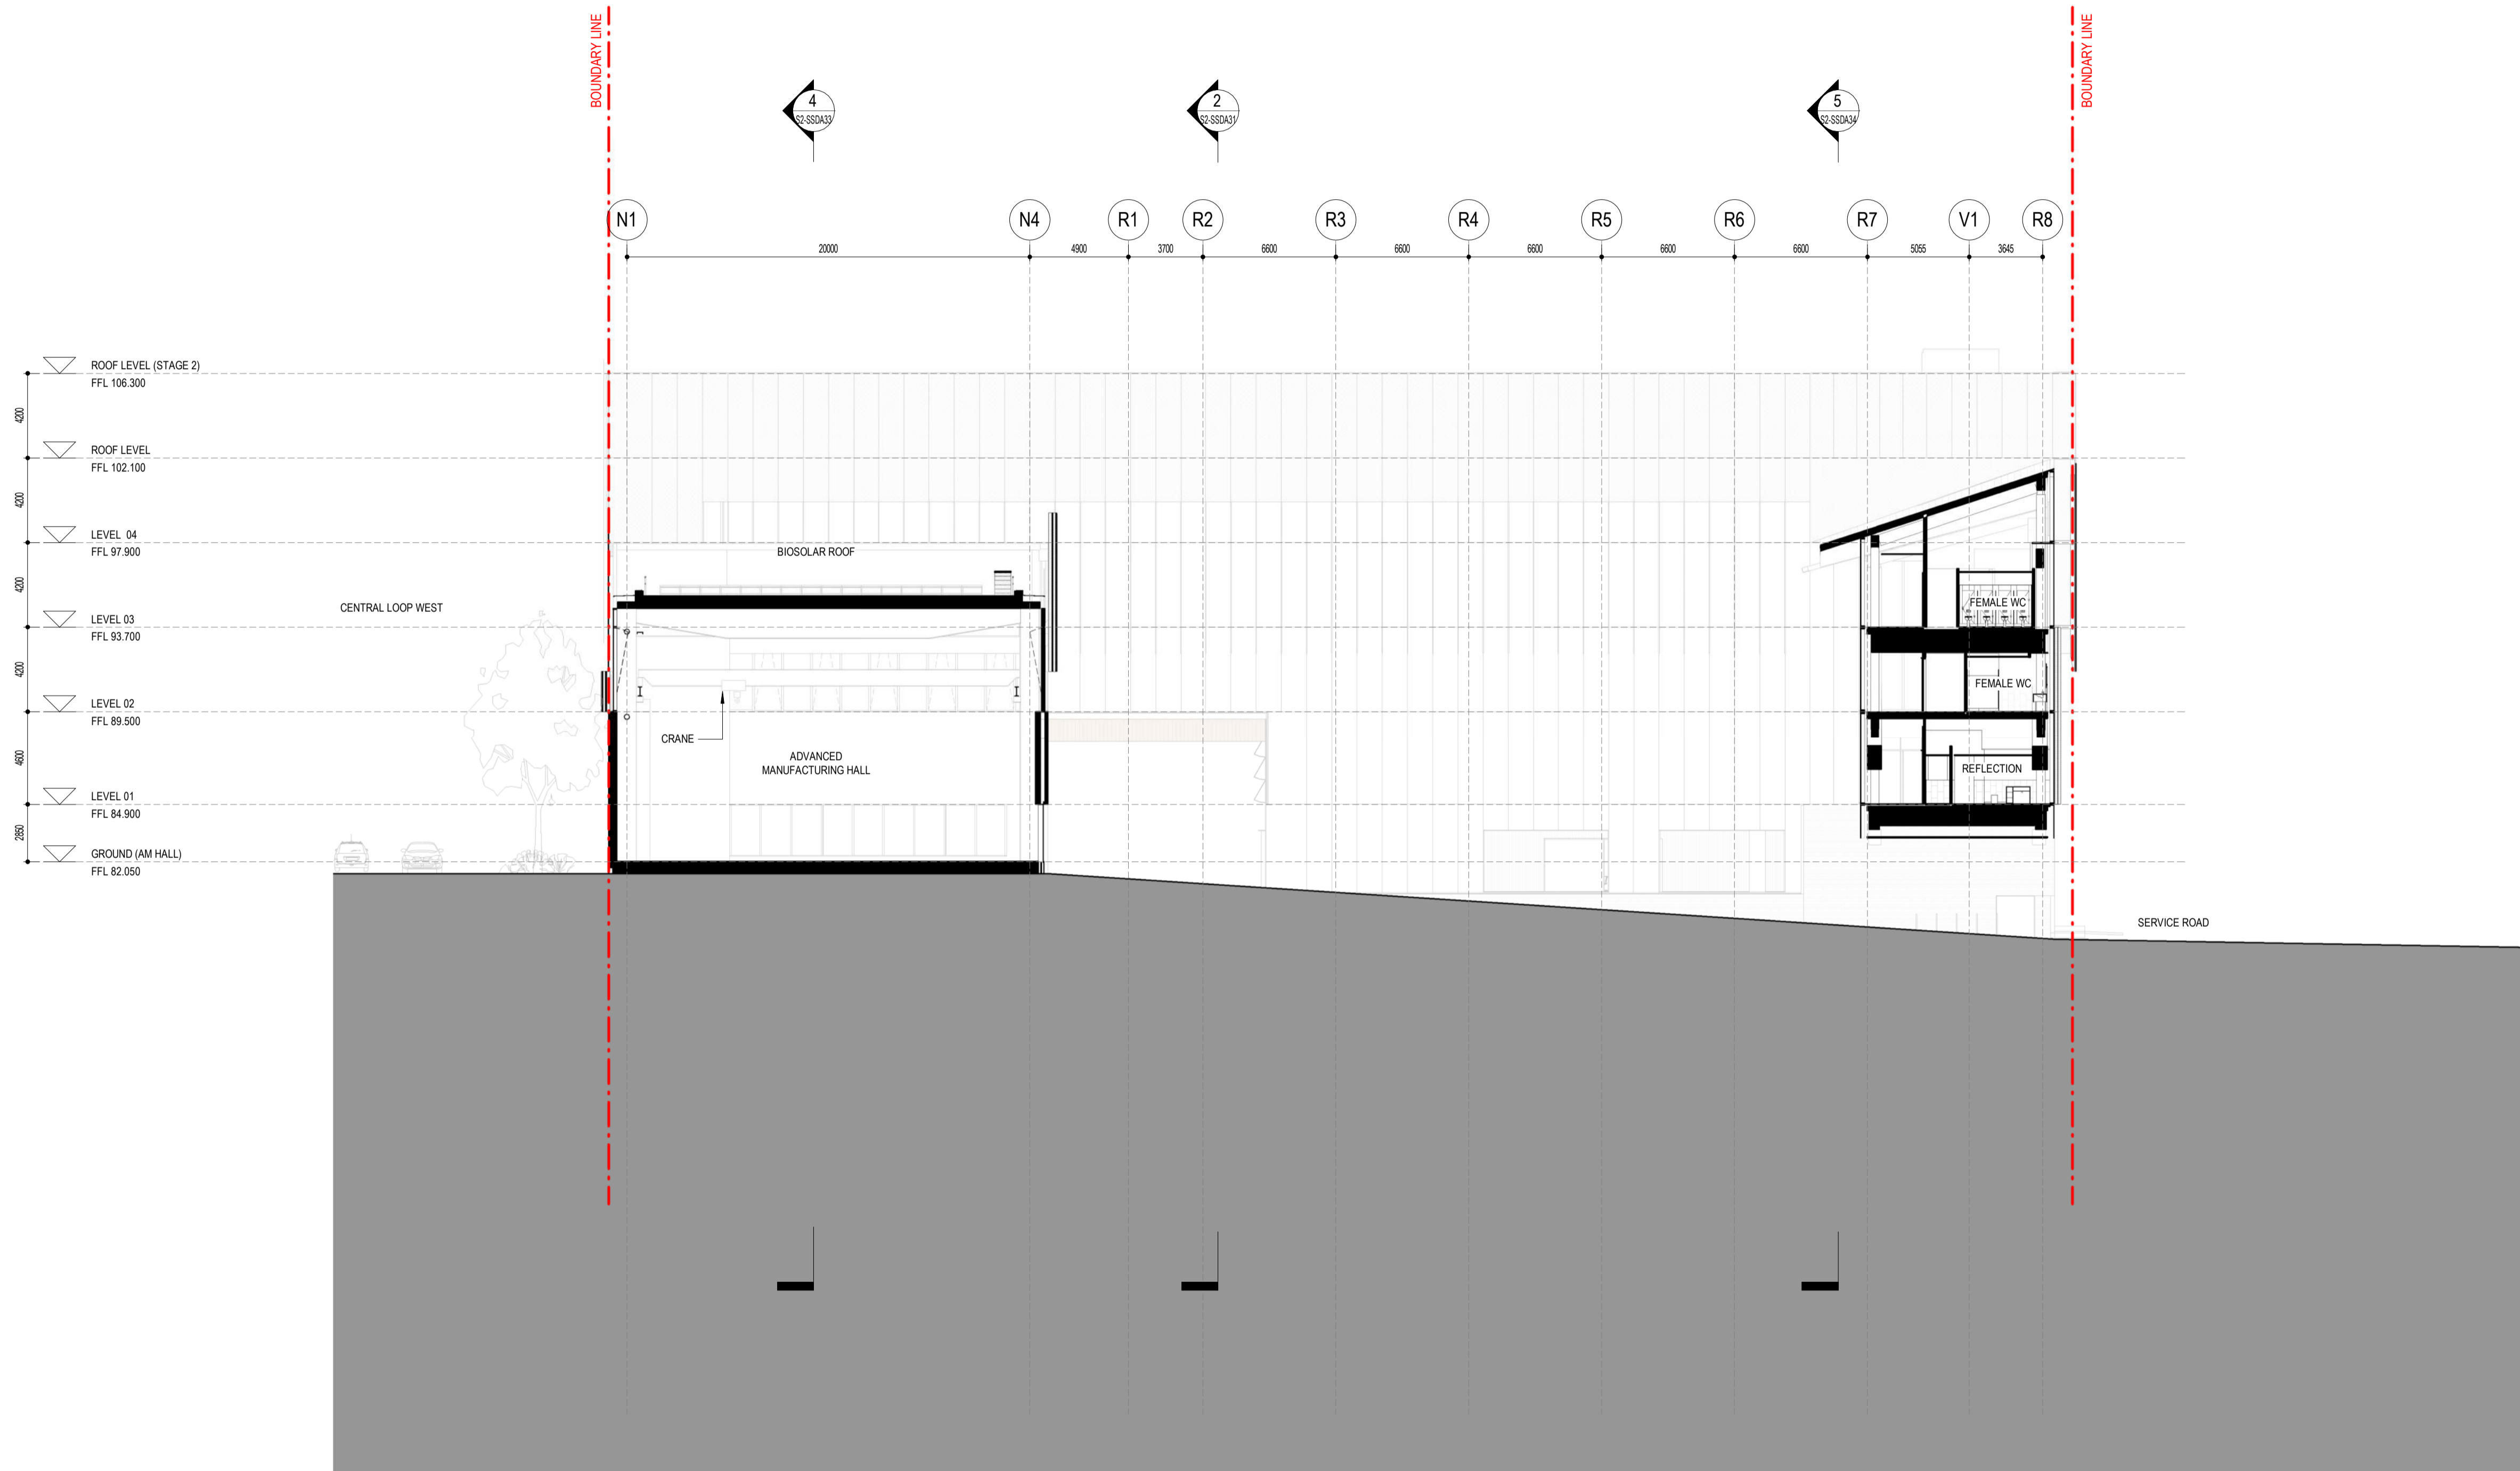 BOUNDARY LINE
BOUNDARY LINE
4
S2-SSDA33
2
S2-SSDA31
5
S2-SSDA34
N1
N4
R1
R2
R3
R4
R5
R6
R7
V1
R8
20000
4900
3700
6600
6600
6600
6600
6600
5055
3645
ROOF LEVEL (STAGE 2)
FFL 106.300
4200
ROOF LEVEL
FFL 102.100
4200
LEVEL 04
FFL 97.900
4200
LEVEL 03
FFL 93.700
4200
LEVEL 02
FFL 89.500
4600
LEVEL 01
FFL 84.900
2850
GROUND (AM HALL)
FFL 82.050
CENTRAL LOOP WEST
BIOSOLAR ROOF
CRANE
ADVANCED
MANUFACTURING HALL
FEMALE WC
FEMALE WC
REFLECTION
SERVICE ROAD